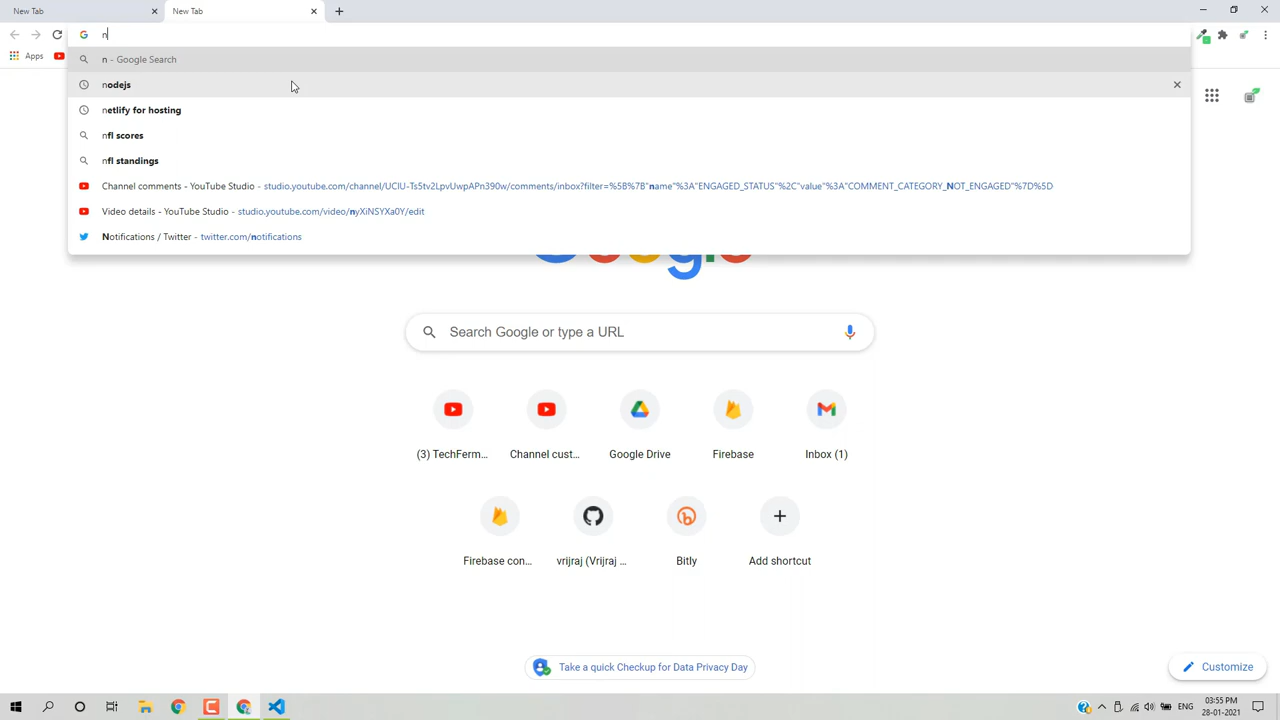 New Tab
New Tab
n
Apps
n - Google Search
nodejs
netlify for hosting
nfl scores
nfl standings
Channel comments - YouTube Studio - studio.youtube.com/channel/UCIU-Ts5tv2LpvUwpAPn390w/comments/inbox?filter=%5B%7B"name"%3A"ENGAGED_STATUS"%2C"value"%3A"COMMENT_CATEGORY_NOT_ENGAGED"%7D%5D
Video details - YouTube Studio - studio.youtube.com/video/nyXiNSYXa0Y/edit
Notifications / Twitter - twitter.com/notifications
Search Google or type a URL
(3) TechFerm...
Channel cust...
Google Drive
Firebase
Inbox (1)
Firebase con...
vrijraj (Vrijraj ...
Bitly
Add shortcut
Take a quick Checkup for Data Privacy Day
Customize
ENG
03:55 PM
28-01-2021